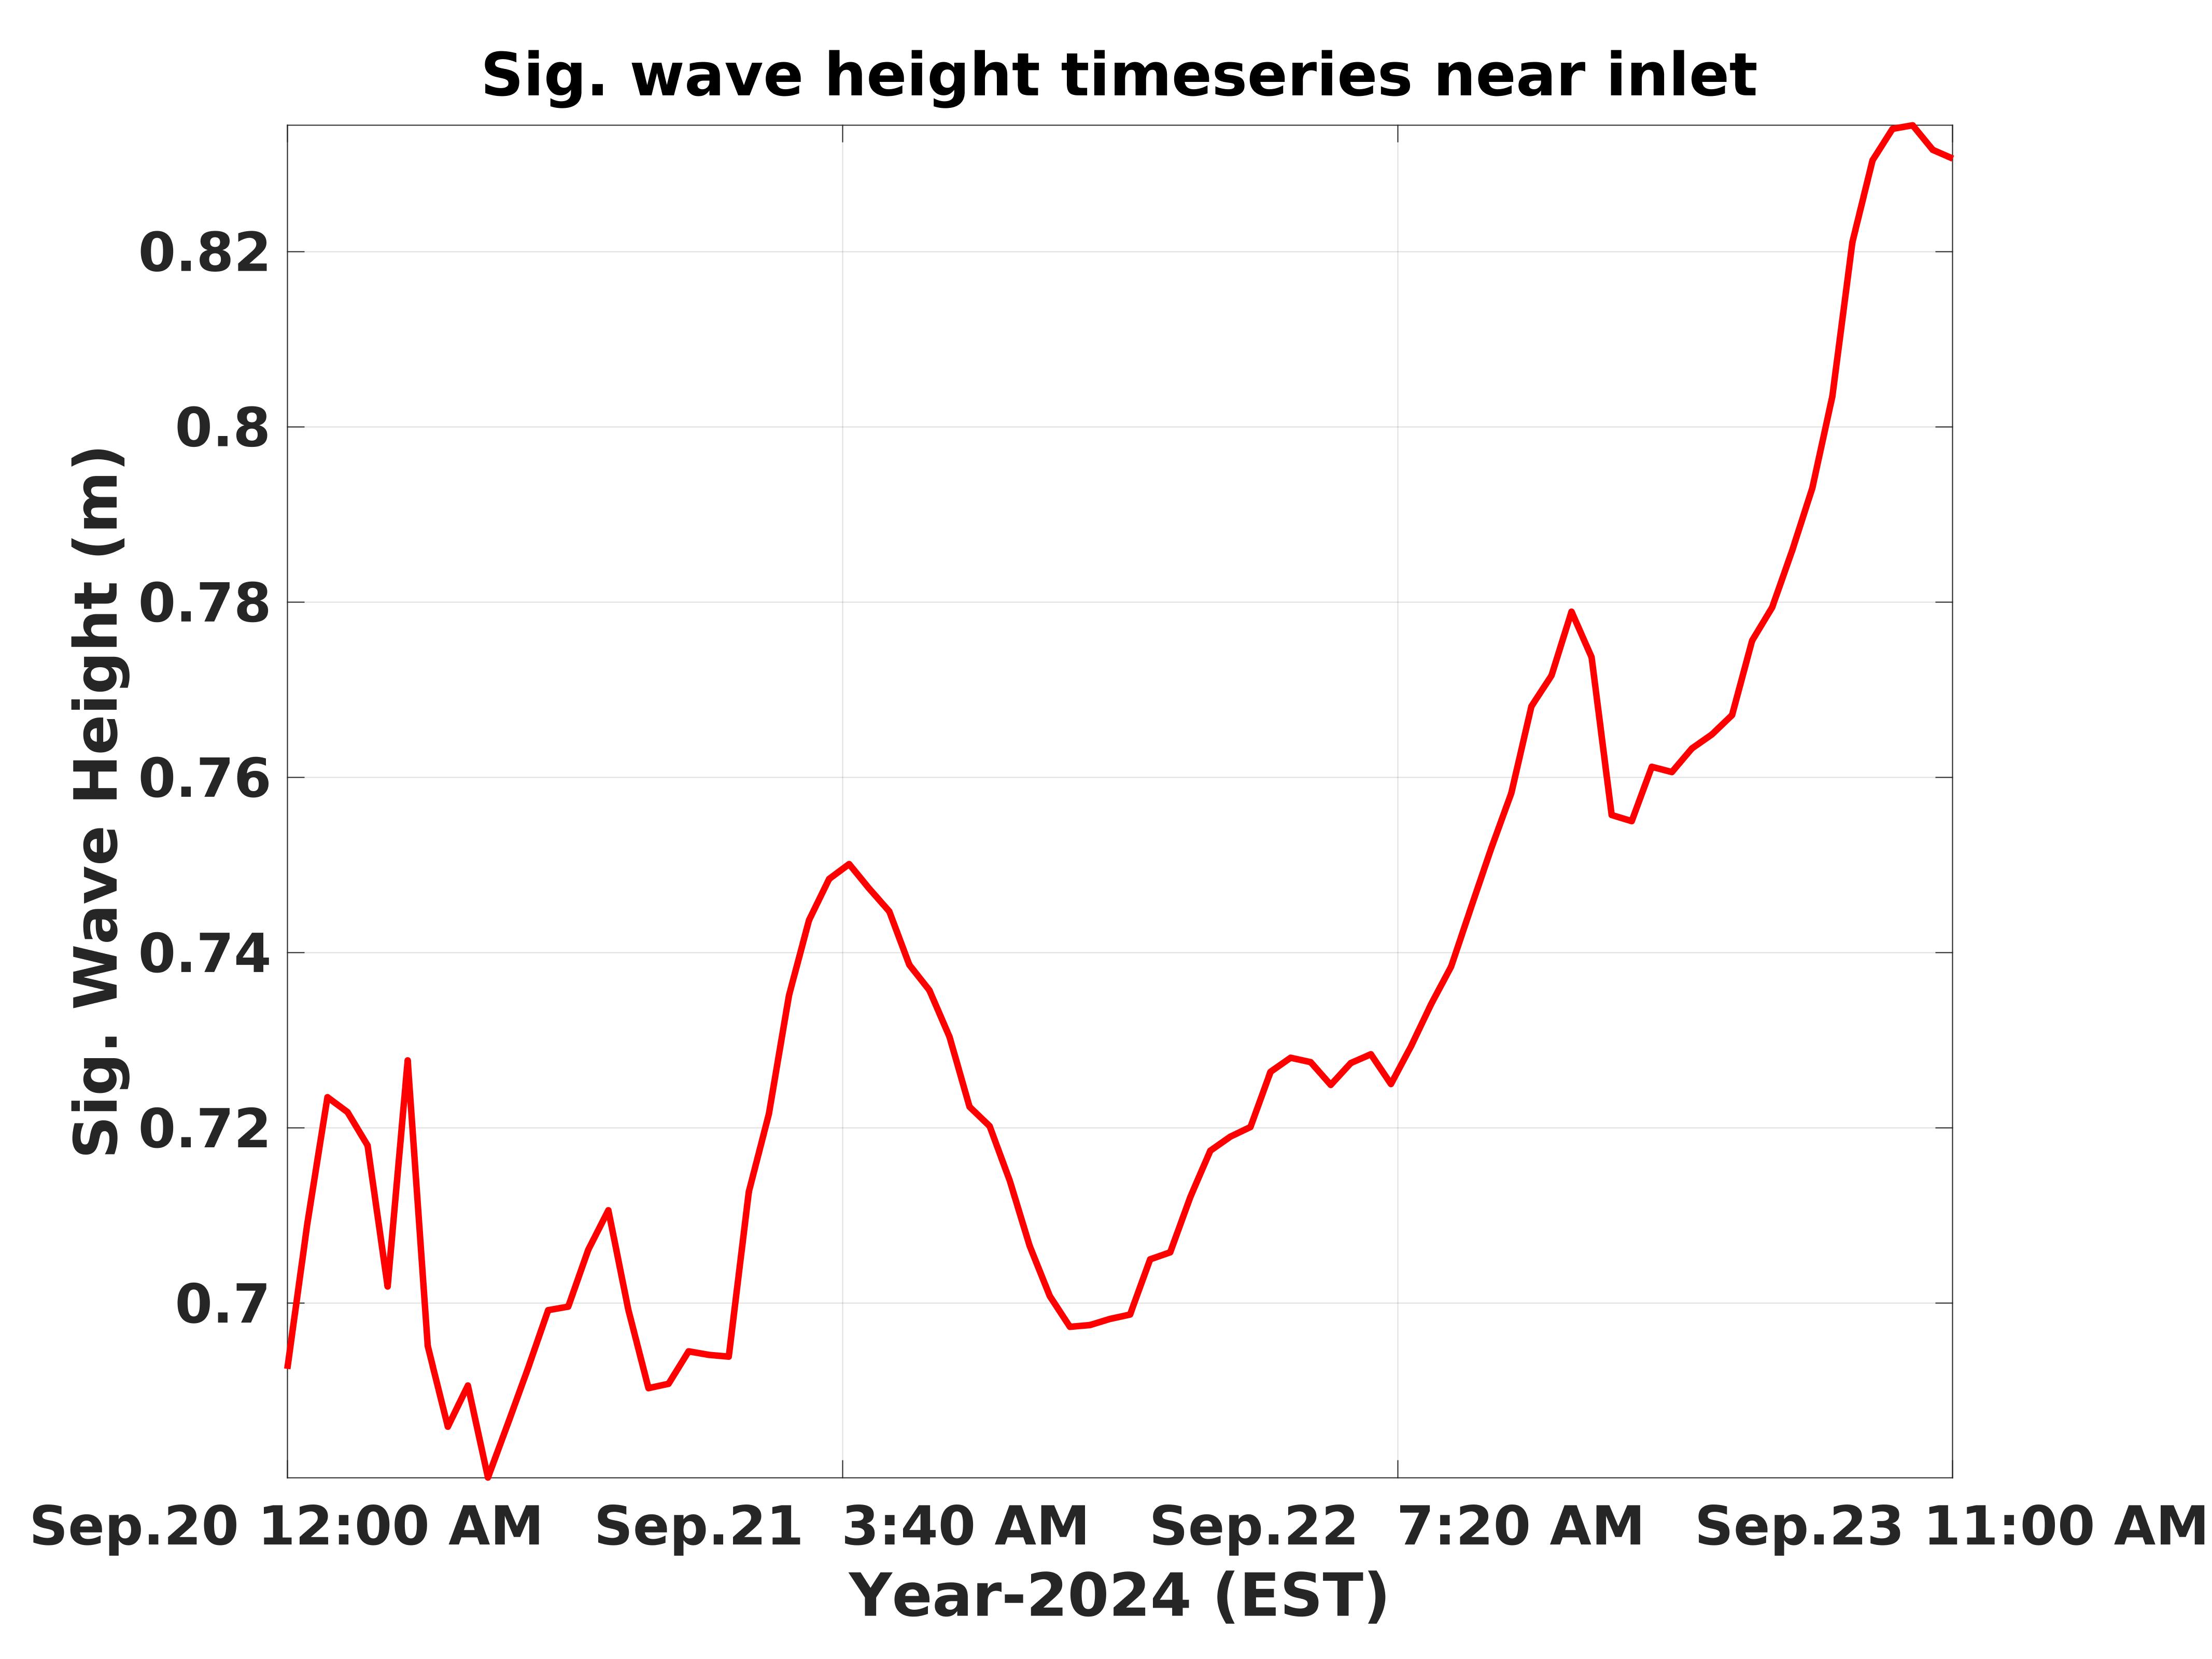 Sig. wave height timeseries near inlet
Sig. Wave Height (m)
0.82
0.8
0.78
0.76
0.74
0.72
0.7
Sep.20 12:00 AM Sep.21 3:40 AM Sep.22 7:20 AM Sep.23 11:00 AM
Year-2024 (EST)